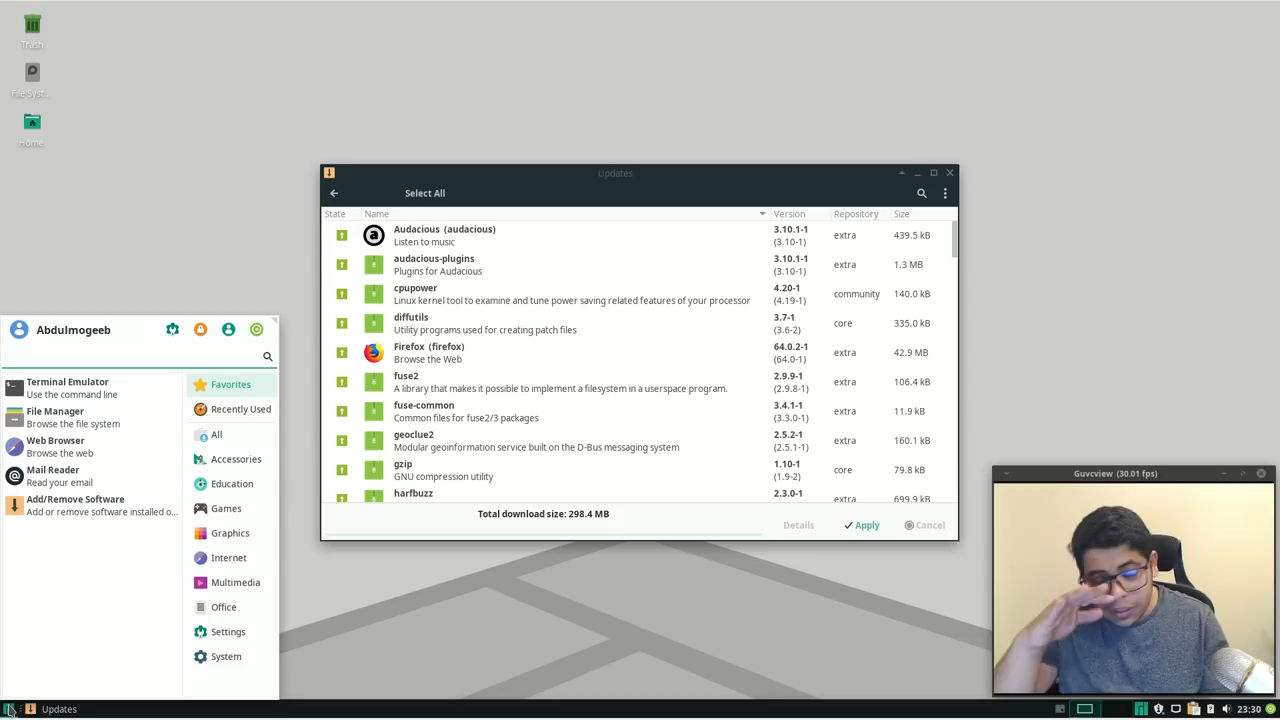 Trash
File Syst...
Home
Updates
Select All
State Name Version Repository Size
Audacious (audacious)
Listen to music
3.10.1-1
(3.10-1)
extra
439.5 kB
audacious-plugins
Plugins for Audacious
3.10.1-1
(3.10-1)
extra
1.3 MB
cpupower
Linux kernel tool to examine and tune power saving related features of your processor
4.20-1
(4.19-1)
community
140.0 kB
diffutils
Utility programs used for creating patch files
3.7-1
(3.6-2)
core
335.0 kB
Firefox (firefox)
Browse the Web
64.0.2-1
(64.0-1)
extra
42.9 MB
fuse2
A library that makes it possible to implement a filesystem in a userspace program.
2.9.9-1
(2.9.8-1)
extra
106.4 kB
fuse-common
Common files for fuse2/3 packages
3.4.1-1
(3.3.0-1)
extra
11.9 kB
geoclue2
Modular geoinformation service built on the D-Bus messaging system
2.5.2-1
(2.5.1-1)
extra
160.1 kB
gzip
GNU compression utility
1.10-1
(1.9-2)
core
79.8 kB
harfbuzz
2.3.0-1
extra
699.9 kB
Total download size: 298.4 MB
Details
Apply
Cancel
Abdulmogeeb
Terminal Emulator
Use the command line
File Manager
Browse the file system
Web Browser
Browse the web
Mail Reader
Read your email
Add/Remove Software
Add or remove software installed o...
Favorites
Recently Used
All
Accessories
Education
Games
Graphics
Internet
Multimedia
Office
Settings
System
Guvcview (30.01 fps)
Updates
23:30